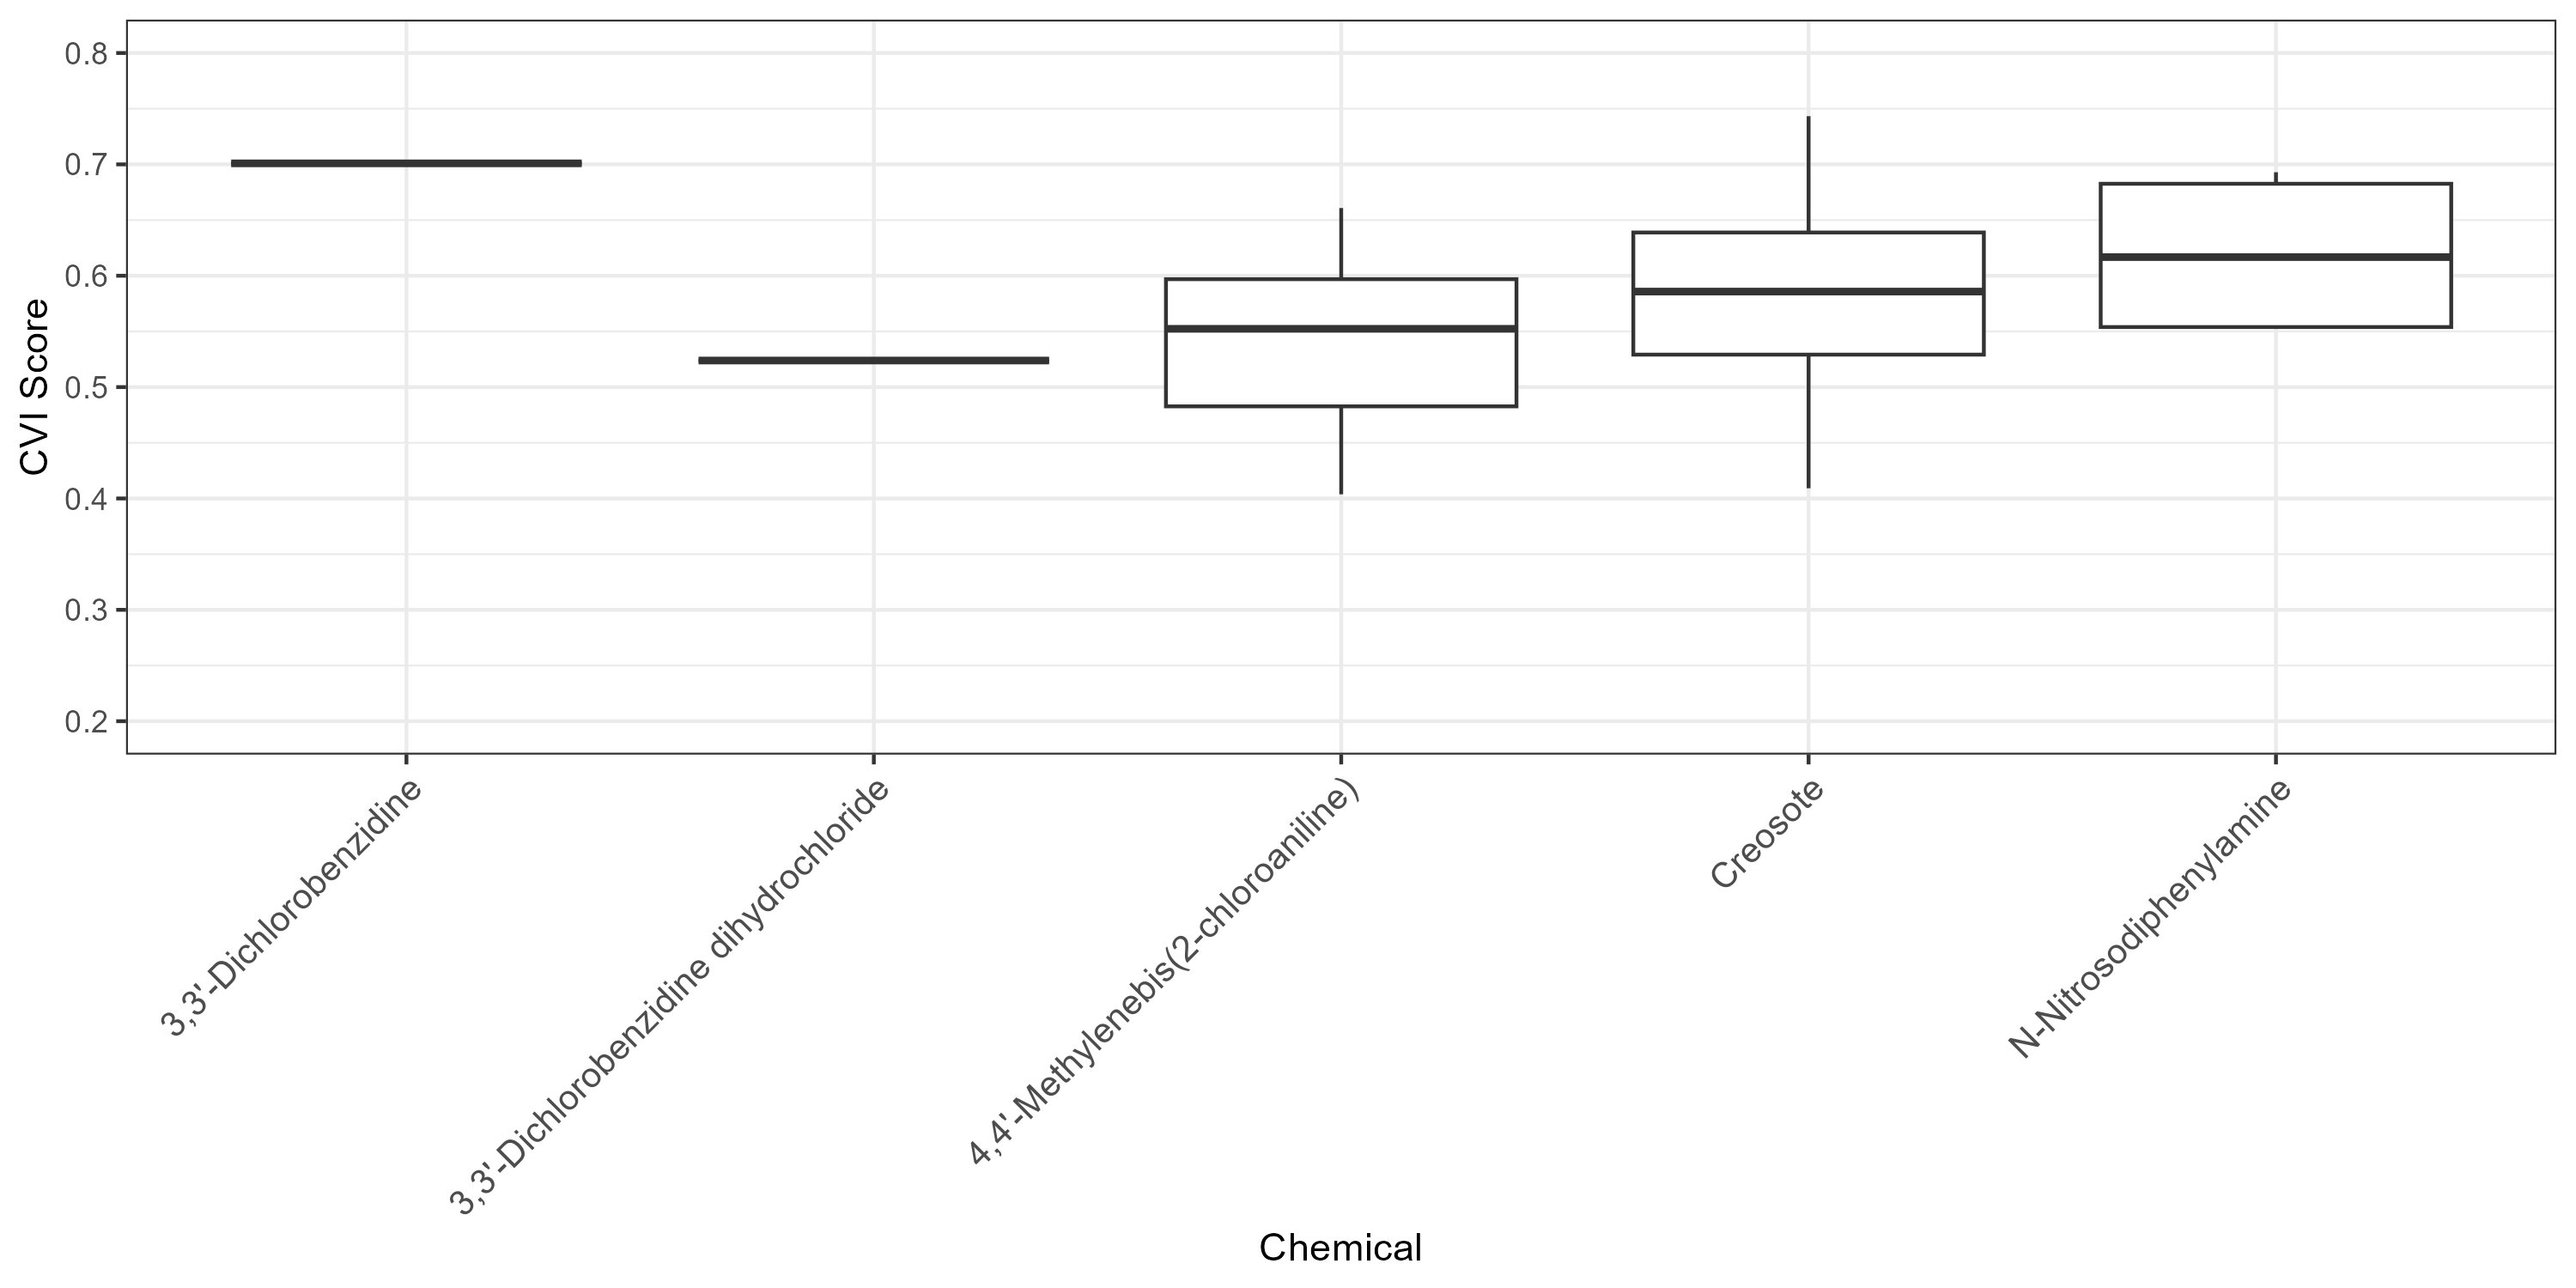 CVI Score
0.8
0.7
0.6
0.5
0.4
0.3
0.2
3,3'-Dichlorobenzidine
3,3'-Dichlorobenzidine dihydrochloride
4,4'-Methylenebis(2-chloroaniline)
Creosote
N-Nitrosodiphenylamine
Chemical